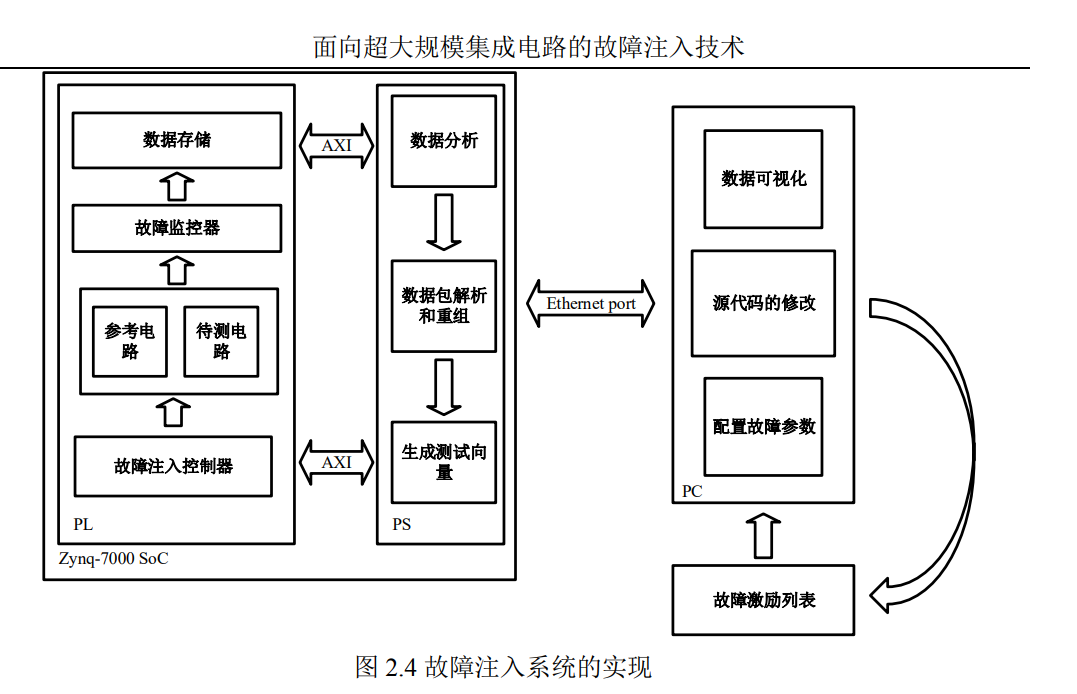 面向超大规模集成电路的故障注入技术
数据存储
故障监控器
参考电
路
待测电
路
故障注入控制器
PL
Zynq-7000 SoC
AXI
AXI
数据分析
数据包解析
和重组
生成测试向
量
PS
Ethernet port
数据可视化
源代码的修改
配置故障参数
PC
故障激励列表
图 2.4 故障注入系统的实现